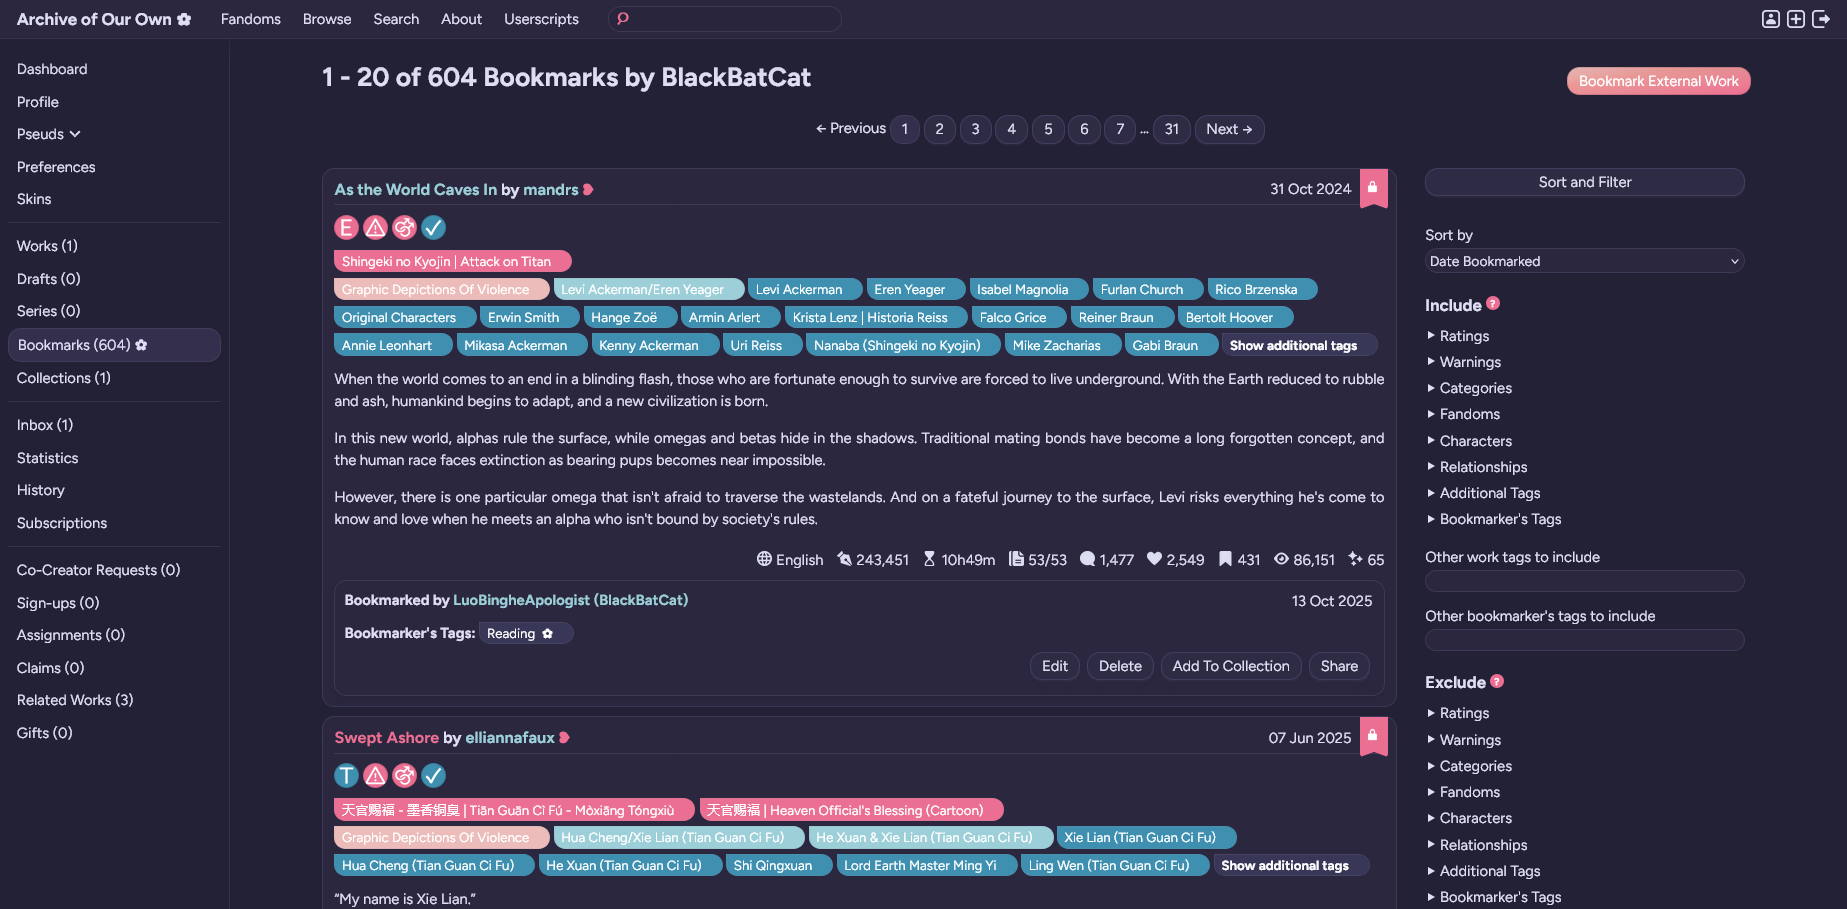 Archive of Our Own
Fandoms Browse Search About Userscripts
Dashboard
Profile
Pseuds
Preferences
Skins
Works (1)
Drafts (0)
Series (0)
Bookmarks (604)
Collections (1)
Inbox (1)
Statistics
History
Subscriptions
Co-Creator Requests (0)
Sign-ups (0)
Assignments (0)
Claims (0)
Related Works (3)
Gifts (0)
1 - 20 of 604 Bookmarks by BlackBatCat
Bookmark External Work
← Previous 1 2 3 4 5 6 7 ... 31 Next →
As the World Caves In by mandrs
31 Oct 2024
E
Shingeki no Kyojin | Attack on Titan
Graphic Depictions Of Violence Levi Ackerman/Eren Yeager Levi Ackerman Eren Yeager Isabel Magnolia Furlan Church Rico Brzenska
Original Characters Erwin Smith Hange Zoë Armin Arlert Krista Lenz | Historia Reiss Falco Grice Reiner Braun Bertolt Hoover
Annie Leonhart Mikasa Ackerman Kenny Ackerman Uri Reiss Nanaba (Shingeki no Kyojin) Mike Zacharias Gabi Braun Show additional tags
When the world comes to an end in a blinding flash, those who are fortunate enough to survive are forced to live underground. With the Earth reduced to rubble
and ash, humankind begins to adapt, and a new civilization is born.
In this new world, alphas rule the surface, while omegas and betas hide in the shadows. Traditional mating bonds have become a long forgotten concept, and
the human race faces extinction as bearing pups becomes near impossible.
However, there is one particular omega that isn't afraid to traverse the wastelands. And on a fateful journey to the surface, Levi risks everything he's come to
know and love when he meets an alpha who isn't bound by society's rules.
English 243,451 10h49m 53/53 1,477 2,549 431 86,151 65
Bookmarked by LuoBingheApologist (BlackBatCat)
13 Oct 2025
Bookmarker's Tags: Reading
Edit Delete Add To Collection Share
Swept Ashore by elliannafaux
07 Jun 2025
T
天官赐福 - 墨香铜臭 | Tiān Guān Cì Fú - Mòxiāng Tóngxiù 天官赐福 | Heaven Official's Blessing (Cartoon)
Graphic Depictions Of Violence Hua Cheng/Xie Lian (Tian Guan Ci Fu) He Xuan & Xie Lian (Tian Guan Ci Fu) Xie Lian (Tian Guan Ci Fu)
Hua Cheng (Tian Guan Ci Fu) He Xuan (Tian Guan Ci Fu) Shi Qingxuan Lord Earth Master Ming Yi Ling Wen (Tian Guan Ci Fu) Show additional tags
"My name is Xie Lian."
Sort and Filter
Sort by
Date Bookmarked
Include ?
Ratings
Warnings
Categories
Fandoms
Characters
Relationships
Additional Tags
Bookmarker's Tags
Other work tags to include
Other bookmarker's tags to include
Exclude ?
Ratings
Warnings
Categories
Fandoms
Characters
Relationships
Additional Tags
Bookmarker's Tags